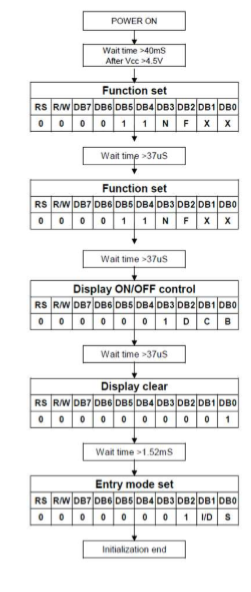 POWER ON
Wait time >40mS
After Vcc >4.5V
Function set
RS R/W DB7 DB6 DB5 DB4 DB3 DB2 DB1 DB0
0 0 0 0 1 1 N F X X
Wait time >37uS
Function set
RS R/W DB7 DB6 DB5 DB4 DB3 DB2 DB1 DB0
0 0 0 0 1 1 N F X X
Wait time >37uS
Display ON/OFF control
RS R/W DB7 DB6 DB5 DB4 DB3 DB2 DB1 DB0
0 0 0 0 0 0 1 D C B
Wait time >37uS
Display clear
RS R/W DB7 DB6 DB5 DB4 DB3 DB2 DB1 DB0
0 0 0 0 0 0 0 0 0 1
Wait time >1.52mS
Entry mode set
RS R/W DB7 DB6 DB5 DB4 DB3 DB2 DB1 DB0
0 0 0 0 0 0 0 1 I/D S
Initialization end